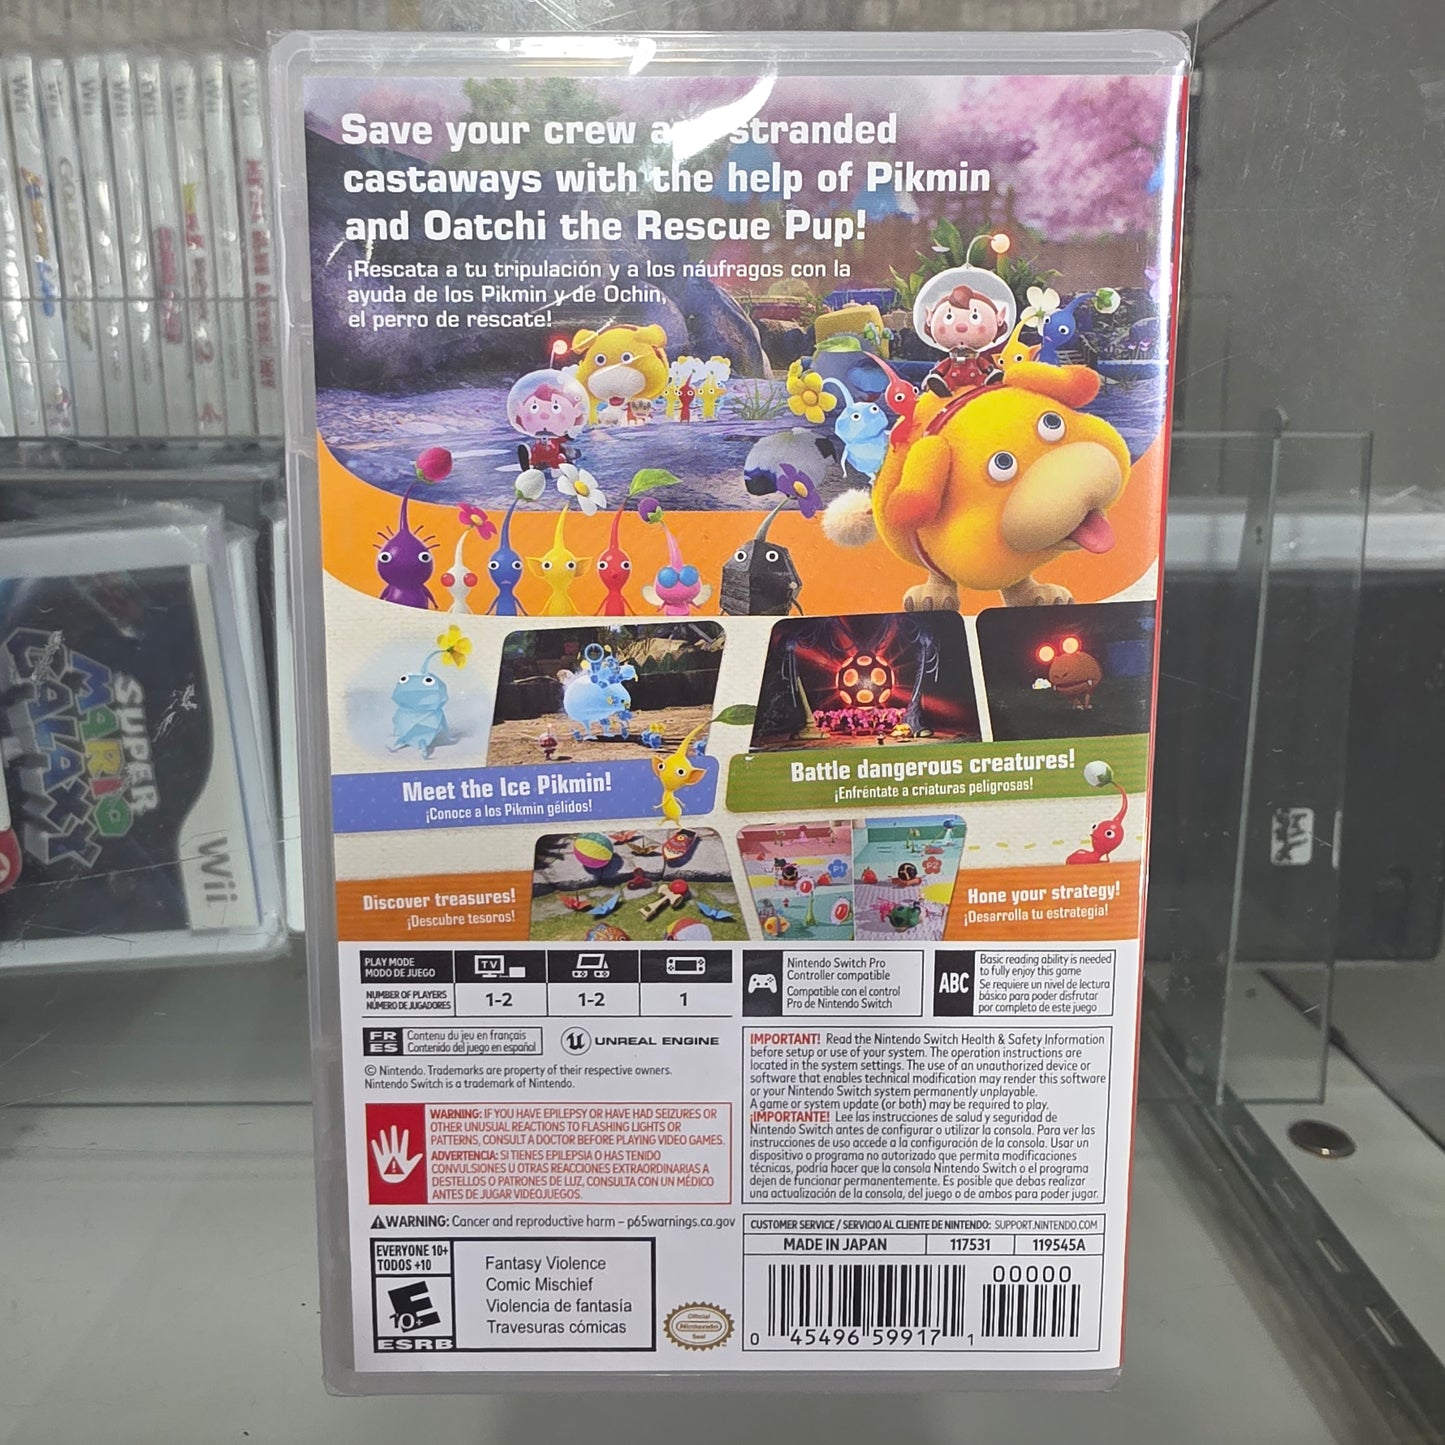 Save your crew a stranded
castaways with the help of Pikmin
and Oatchi the Rescue Pup!
¡Rescata a tu tripulación y a los náufragos con la
ayuda de los Pikmin y de Ochin,
el perro de rescate!
Meet the Ice Pikmin!
¡Conoce a los Pikmin gélidos!
Battle dangerous creatures!
¡Enfréntate a criaturas peligrosas!
Discover treasures!
¡Descubre tesoros!
P1
P2
Hone your strategy!
¡Desarrolla tu estrategia!
PLAY MODE
MODO DE JUEGO
TV
NUMBER OF PLAYERS
NÚMERO DE JUGADORES
1-2
1-2
1
Nintendo Switch Pro
Controller compatible
Compatible con el control
Pro de Nintendo Switch
ABC
Basic reading ability is needed
to fully enjoy this game
Se requiere un nivel de lectura
básico para poder disfrutar
por completo de este juego
FR
ES
Contenu du jeu en français
Contenido del juego en español
UNREAL ENGINE
© Nintendo. Trademarks are property of their respective owners.
Nintendo Switch is a trademark of Nintendo.
IMPORTANT! Read the Nintendo Switch Health & Safety Information
before setup or use of your system. The operation instructions are
located in the system settings. The use of an unauthorized device or
software that enables technical modification may render this software
or your Nintendo Switch system permanently unplayable.
A game or system update (or both) may be required to play.
¡IMPORTANTE! Lee las instrucciones de salud y seguridad de
Nintendo Switch antes de configurar o utilizar la consola. Para ver las
instrucciones de uso accede a la configuración de la consola. Usar un
dispositivo o programa no autorizado que permita modificaciones
técnicas, podría hacer que la consola Nintendo Switch o el programa
dejen de funcionar permanentemente. Es posible que debas realizar
una actualización de la consola, del juego o de ambos para poder jugar.
WARNING: IF YOU HAVE EPILEPSY OR HAVE HAD SEIZURES OR
OTHER UNUSUAL REACTIONS TO FLASHING LIGHTS OR
PATTERNS, CONSULT A DOCTOR BEFORE PLAYING VIDEO GAMES.
ADVERTENCIA: SI TIENES EPILEPSIA O HAS TENIDO
CONVULSIONES U OTRAS REACCIONES EXTRAORDINARIAS A
DESTELLOS O PATRONES DE LUZ, CONSULTA CON UN MÉDICO
ANTES DE JUGAR VIDEOJUEGOS.
WARNING: Cancer and reproductive harm – p65warnings.ca.gov
CUSTOMER SERVICE / SERVICIO AL CLIENTE DE NINTENDO: SUPPORT.NINTENDO.COM
MADE IN JAPAN 117531 119545A
EVERYONE 10+
TODOS +10
E
10+
ESRB
Fantasy Violence
Comic Mischief
Violencia de fantasía
Travesuras cómicas
Official
Nintendo
Seal
00000
0 45496 59917 1
SUPER
MARIO
GALAXY
Wii